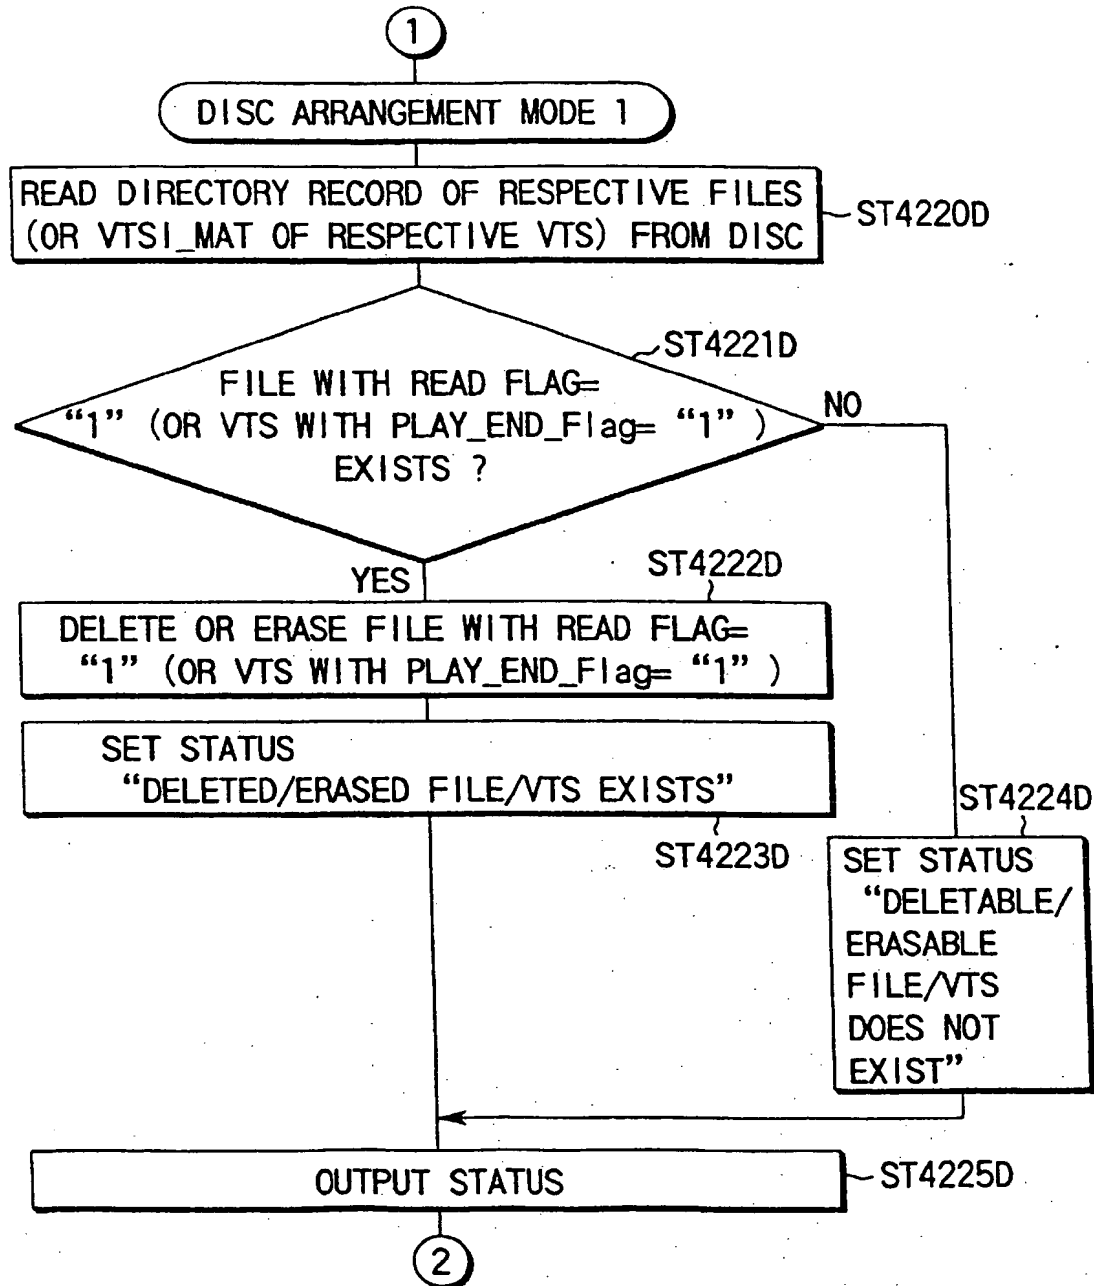 1
DISC ARRANGEMENT MODE 1
READ DIRECTORY RECORD OF RESPECTIVE FILES
(OR VTSI_MAT OF RESPECTIVE VTS) FROM DISC
ST4220D
ST4221D
FILE WITH READ FLAG=
“1” (OR VTS WITH PLAY_END_Flag= “1” )
EXISTS ?
NO
YES
ST4222D
DELETE OR ERASE FILE WITH READ FLAG=
“1” (OR VTS WITH PLAY_END_Flag= “1” )
SET STATUS
“DELETED/ERASED FILE/VTS EXISTS”
ST4223D
ST4224D
SET STATUS
“DELETABLE/
ERASABLE
FILE/VTS
DOES NOT
EXIST”
OUTPUT STATUS
ST4225D
2